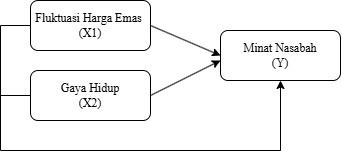 Fluktuasi Harga Emas
(X1)
Minat Nasabah
(Y)
Gaya Hidup
(X2)